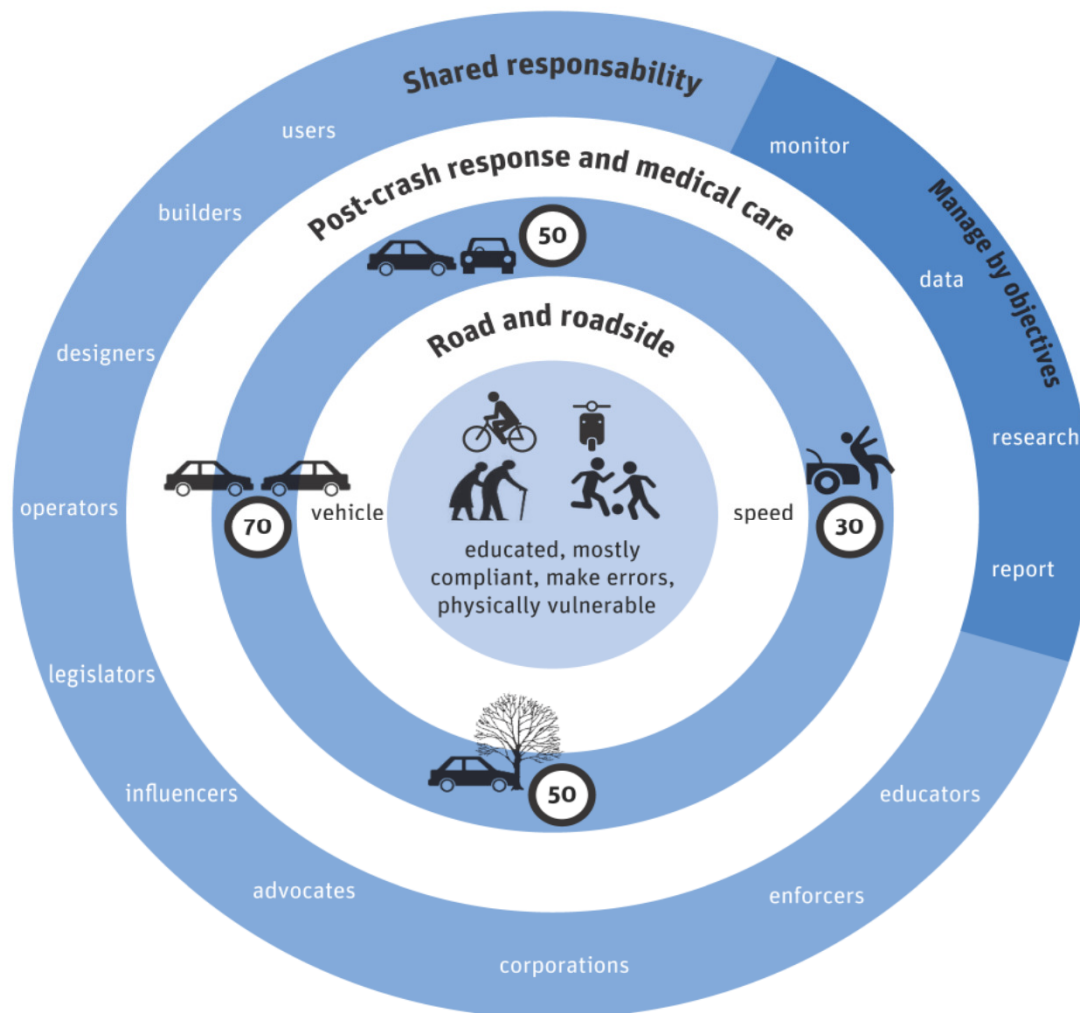 Shared responsability
users
monitor
Post-crash response and medical care
Manage by objectives
builders
50
data
Road and roadside
designers
research
operators
70
vehicle
speed
30
educated, mostly
compliant, make errors,
physically vulnerable
report
legislators
influencers
50
educators
advocates
enforcers
corporations